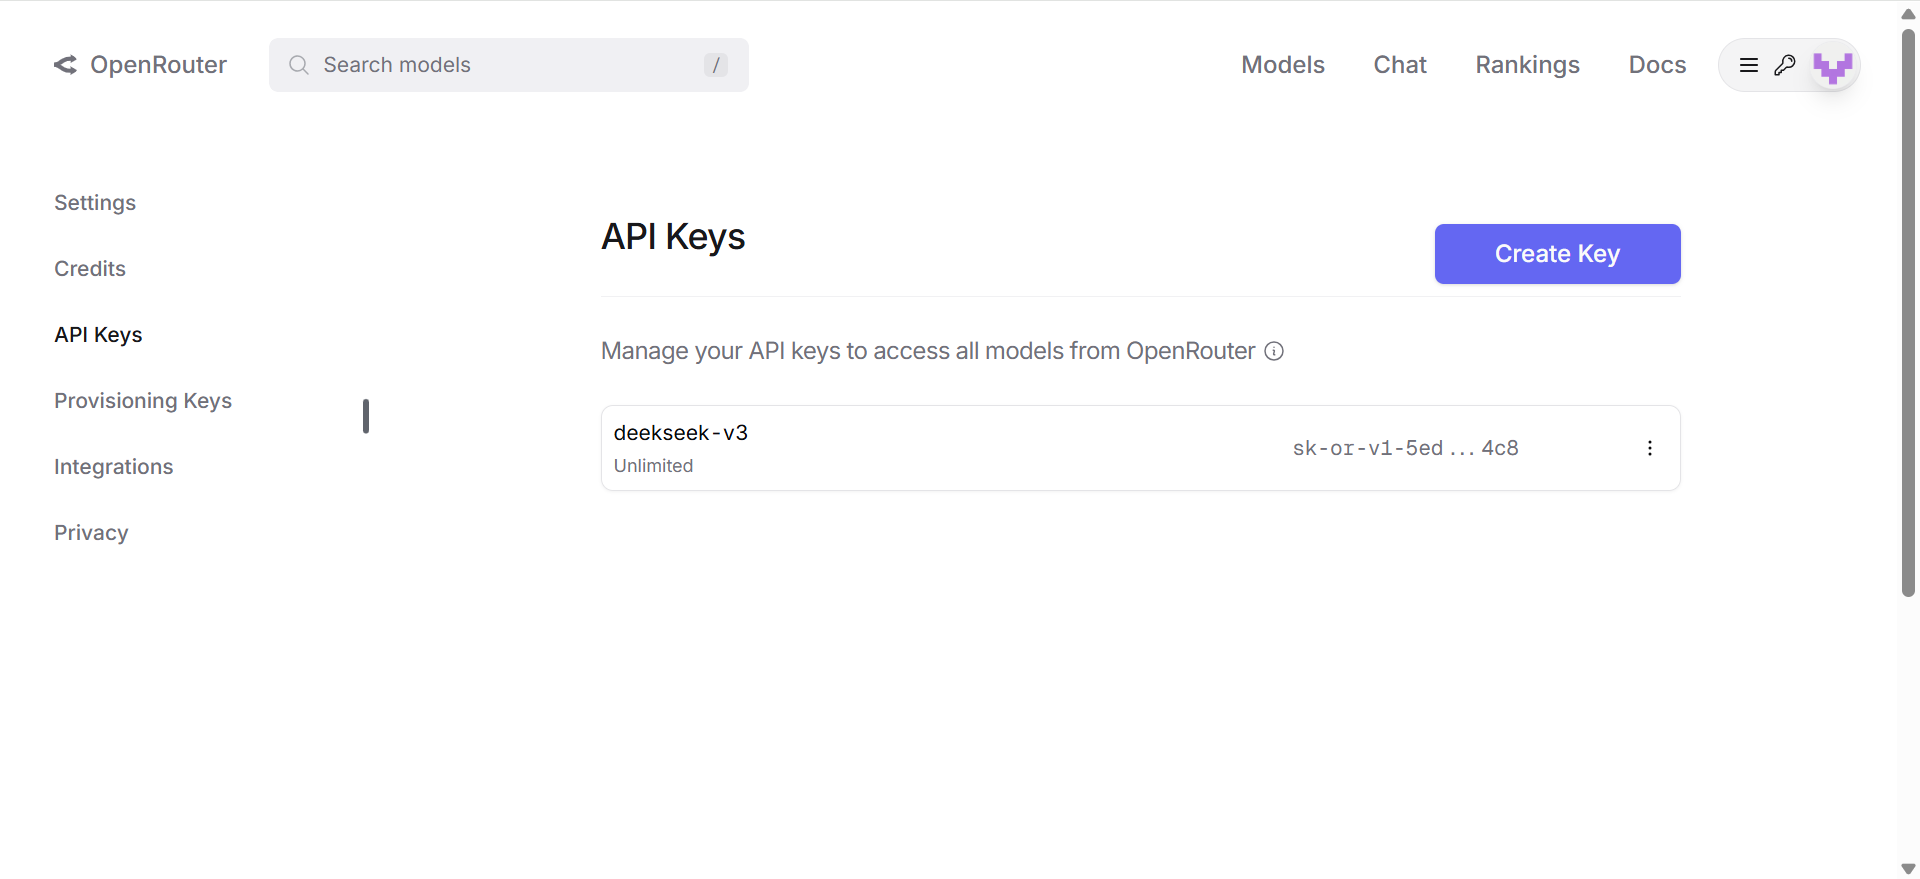 OpenRouter
Search models
/
Models
Chat
Rankings
Docs
Settings
Credits
API Keys
Provisioning Keys
Integrations
Privacy
API Keys
Create Key
Manage your API keys to access all models from OpenRouter
deekseek-v3
sk-or-v1-5ed...4c8
Unlimited